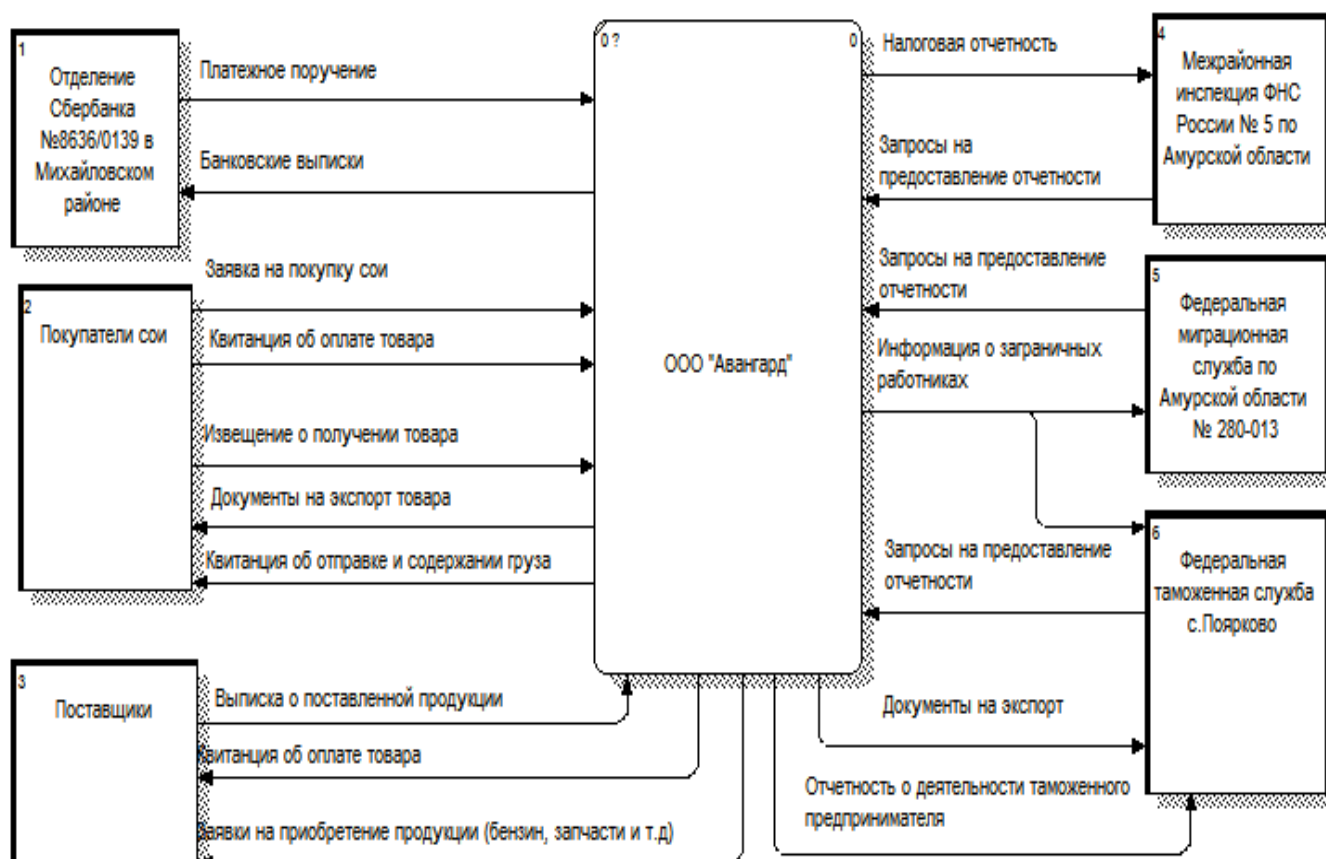 1
Отделение
Сбербанка
№8636/0139 в
Михайловском
районе
Платежное поручение
Банковские выписки
2
Покупатели сои
Заявка на покупку сои
Квитанция об оплате товара
Извещение о получении товара
Документы на экспорт товара
Квитанция об отправке и содержании груза
3
Поставщики
Выписка о поставленной продукции
Квитанция об оплате товара
Заявки на приобретение продукции (бензин, запчасти и т.д)
0 ?
0
ООО "Авангард"
Налоговая отчетность
Запросы на
предоставление отчетности
4
Межрайонная
инспекция ФНС
России № 5 по
Амурской области
Запросы на предоставление
отчетности
Информация о заграничных
работниках
5
Федеральная
миграционная
служба по
Амурской области
№ 280-013
Запросы на предоставление
отчетности
Документы на экспорт
Отчетность о деятельности таможенного
предпринимателя
6
Федеральная
таможенная служба
с.Поярково